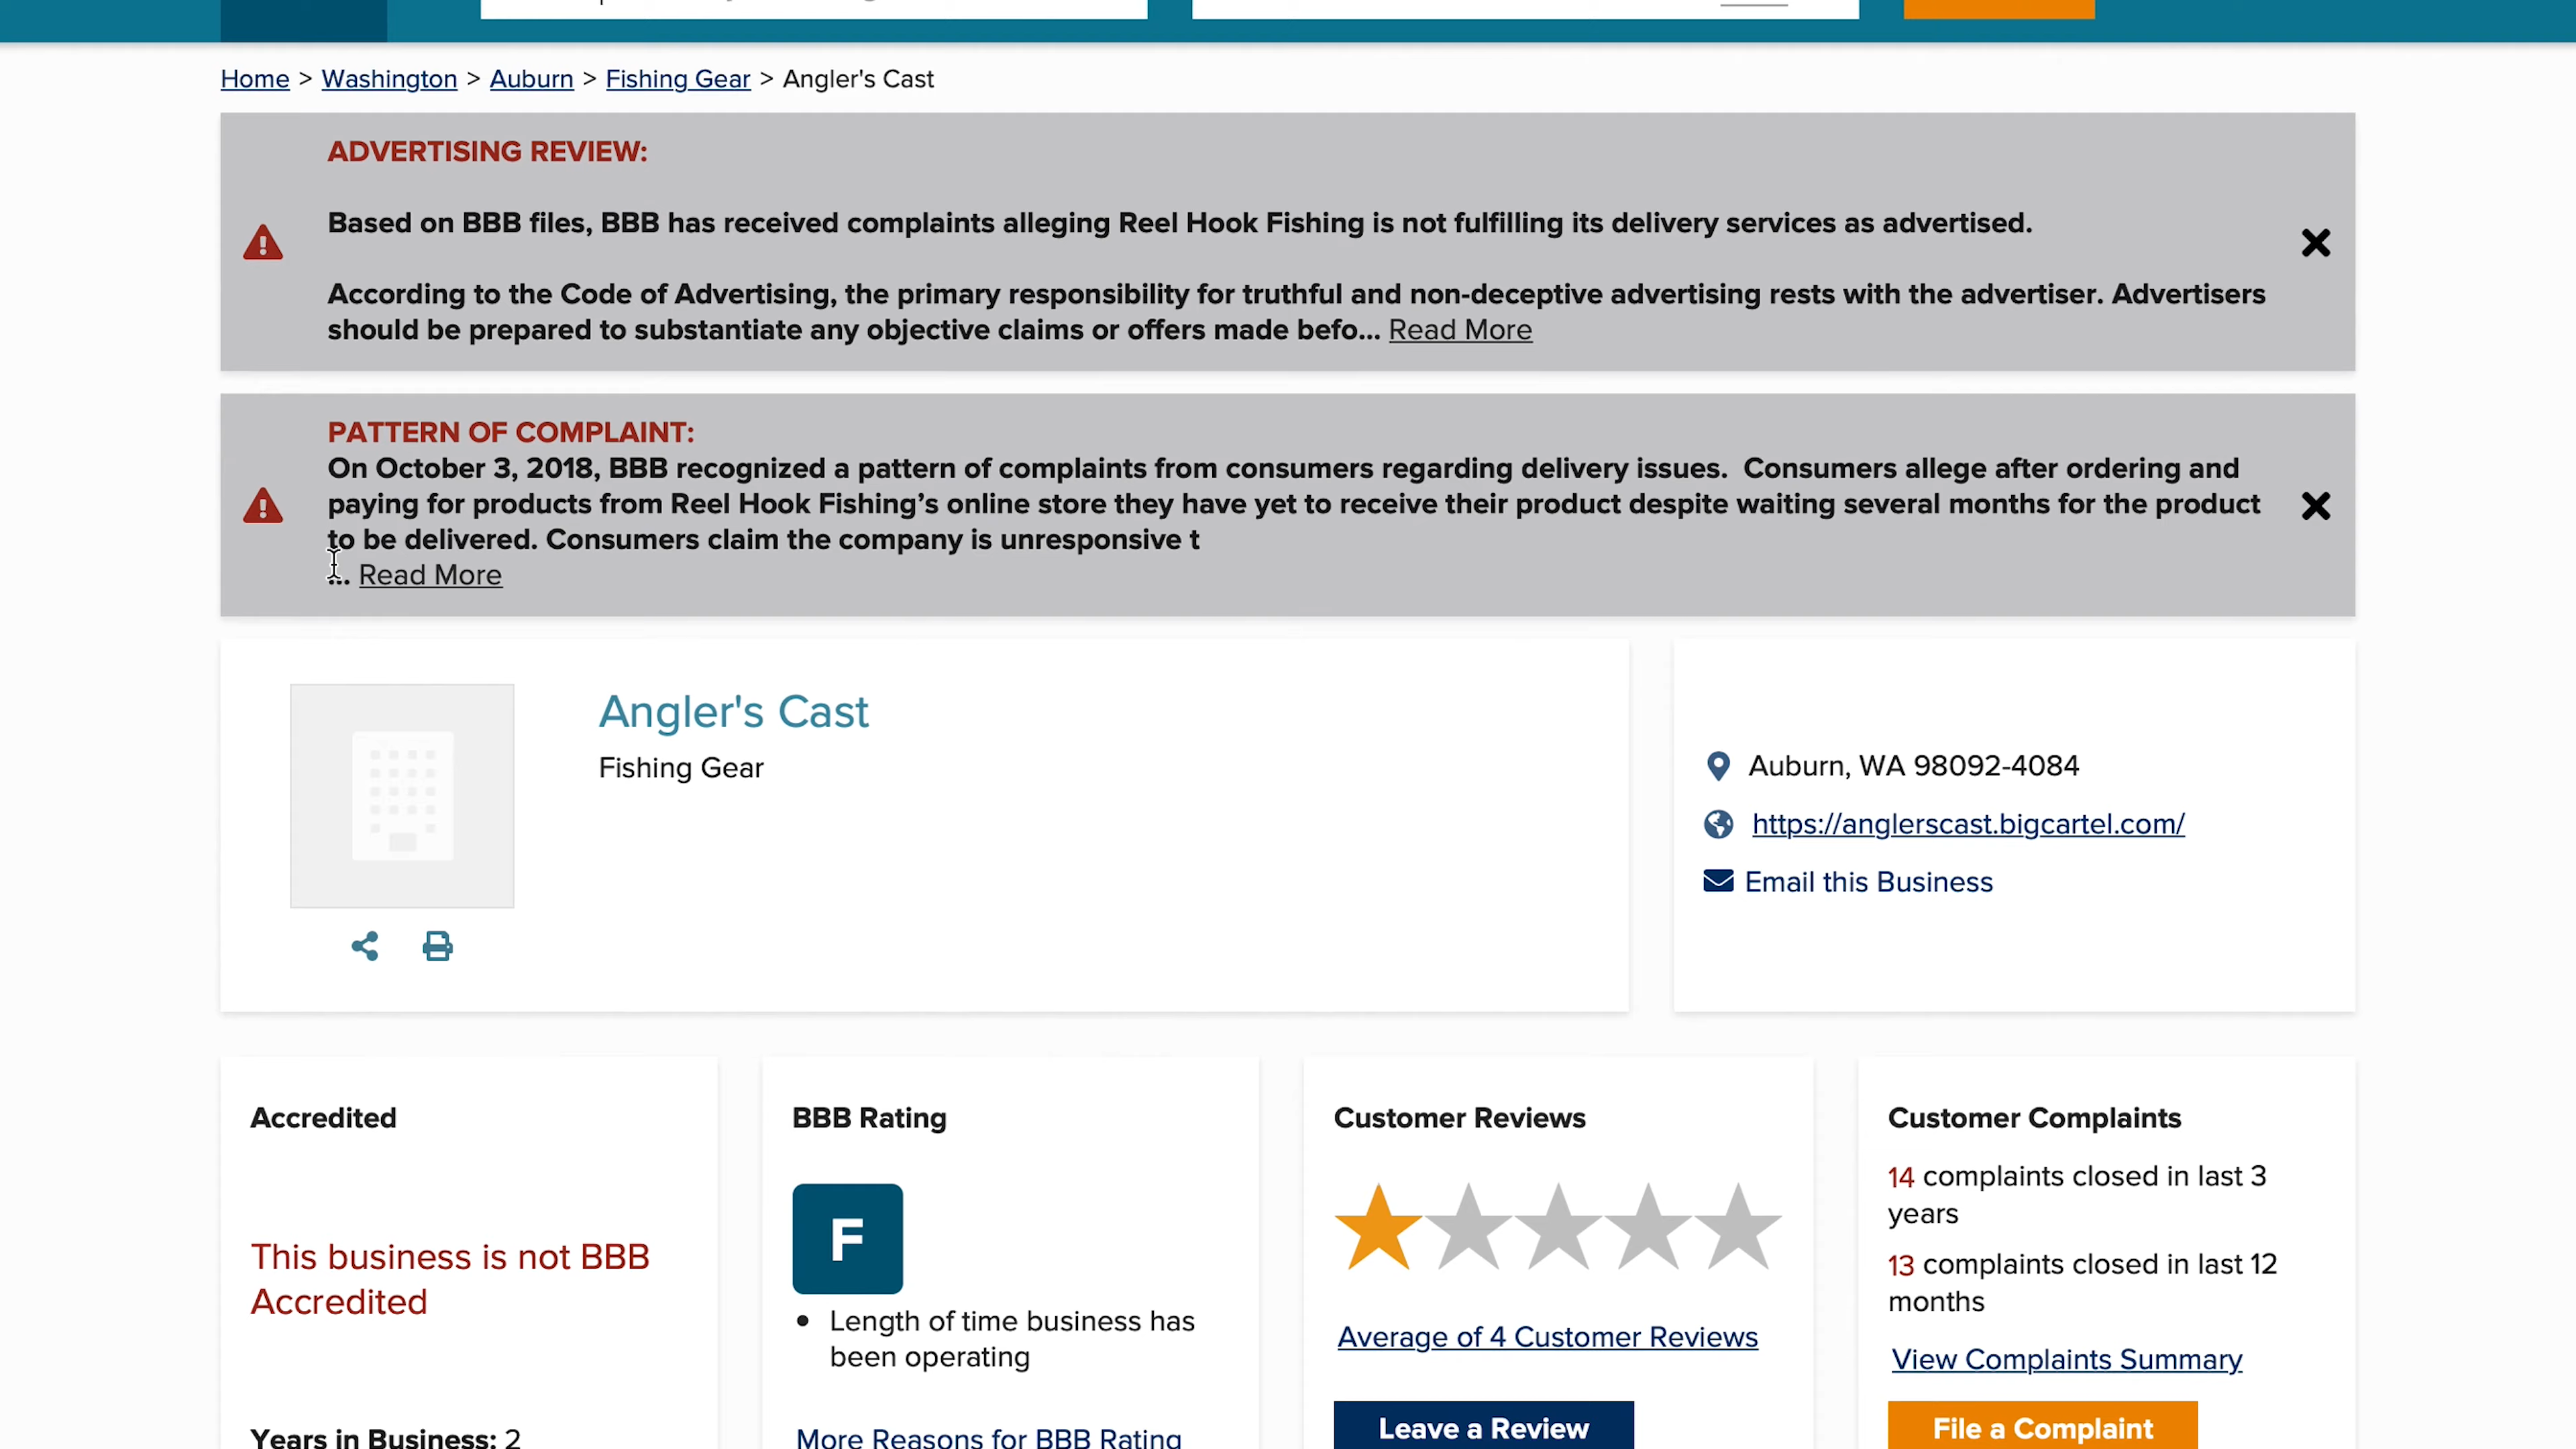 Home > Washington > Auburn > Fishing Gear > Angler's Cast
ADVERTISING REVIEW:
Based on BBB files, BBB has received complaints alleging Reel Hook Fishing is not fulfilling its delivery services as advertised.
According to the Code of Advertising, the primary responsibility for truthful and non-deceptive advertising rests with the advertiser. Advertisers
should be prepared to substantiate any objective claims or offers made befo... Read More
PATTERN OF COMPLAINT:
On October 3, 2018, BBB recognized a pattern of complaints from consumers regarding delivery issues.  Consumers allege after ordering and
paying for products from Reel Hook Fishing’s online store they have yet to receive their product despite waiting several months for the product
to be delivered. Consumers claim the company is unresponsive t
... Read More
Angler's Cast
Fishing Gear
Auburn, WA 98092-4084
https://anglerscast.bigcartel.com/
Email this Business
Accredited
This business is not BBB
Accredited
Years in Business: 2
BBB Rating
F
• Length of time business has
been operating
More Reasons for BBB Rating
Customer Reviews
Average of 4 Customer Reviews
Leave a Review
Customer Complaints
14 complaints closed in last 3
years
13 complaints closed in last 12
months
View Complaints Summary
File a Complaint